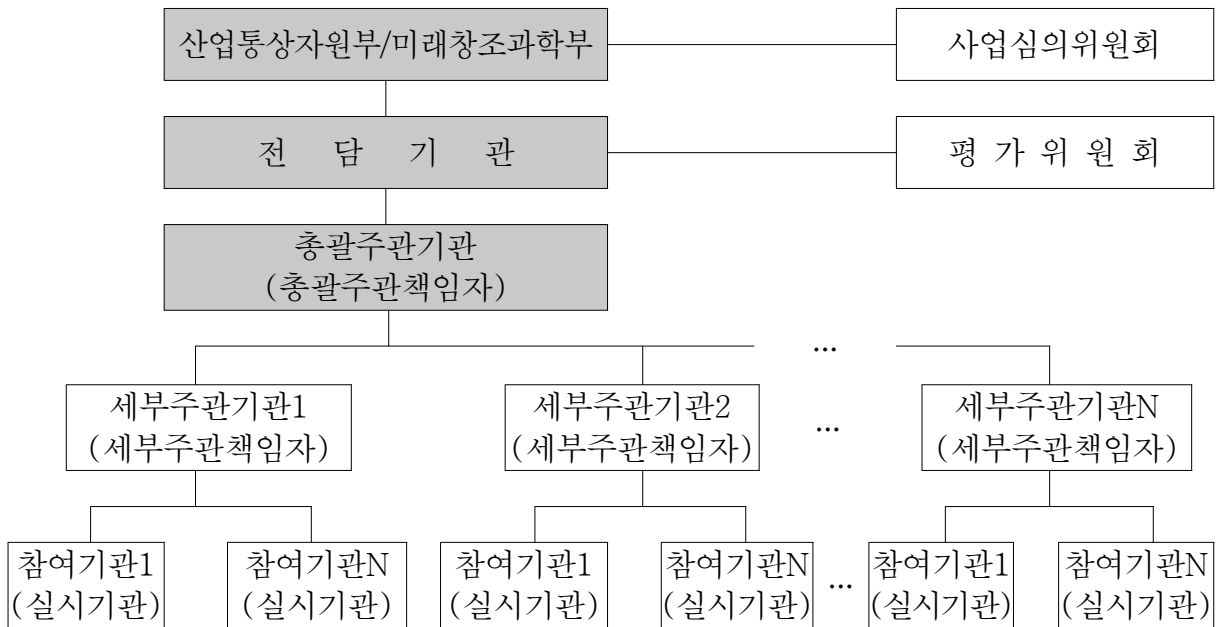 산업통상자원부/미래창조과학부
사업심의위원회
전 담 기 관
평 가 위 원 회
총괄주관기관
(총괄주관책임자)
...
세부주관기관1
(세부주관책임자)
세부주관기관2
(세부주관책임자)
...
세부주관기관N
(세부주관책임자)
참여기관1
(실시기관)
참여기관N
(실시기관)
참여기관1
(실시기관)
참여기관N
(실시기관)
...
참여기관1
(실시기관)
참여기관N
(실시기관)